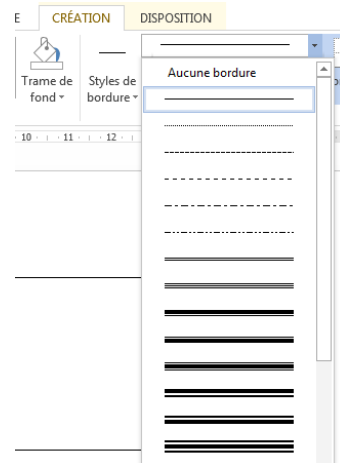 E CRÉATION DISPOSITION
Aucune bordure
Trame de
fond
Styles de
bordure
10 11 12